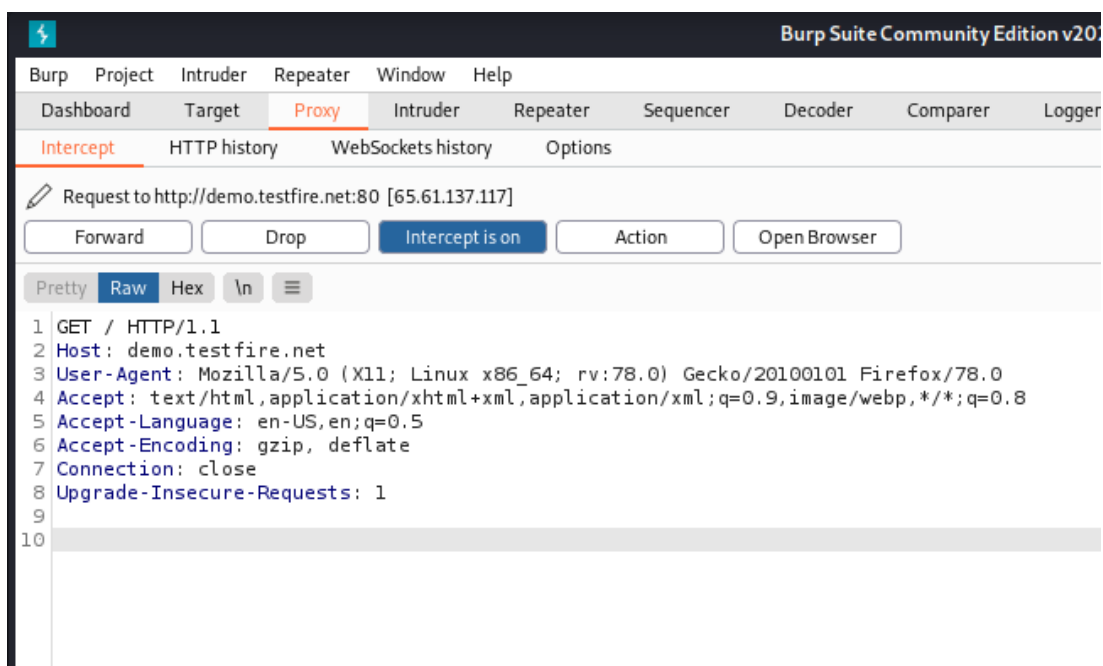 Burp Suite Community Edition v202
Burp Project Intruder Repeater Window Help
Dashboard Target Proxy Intruder Repeater Sequencer Decoder Comparer Logger
Intercept HTTP history WebSockets history Options
Request to http://demo.testfire.net:80 [65.61.137.117]
Forward Drop Intercept is on Action Open Browser
Pretty Raw Hex \n
1 GET / HTTP/1.1
2 Host: demo.testfire.net
3 User-Agent: Mozilla/5.0 (X11; Linux x86_64; rv:78.0) Gecko/20100101 Firefox/78.0
4 Accept: text/html,application/xhtml+xml,application/xml;q=0.9,image/webp,*/*;q=0.8
5 Accept-Language: en-US,en;q=0.5
6 Accept-Encoding: gzip, deflate
7 Connection: close
8 Upgrade-Insecure-Requests: 1
9
10